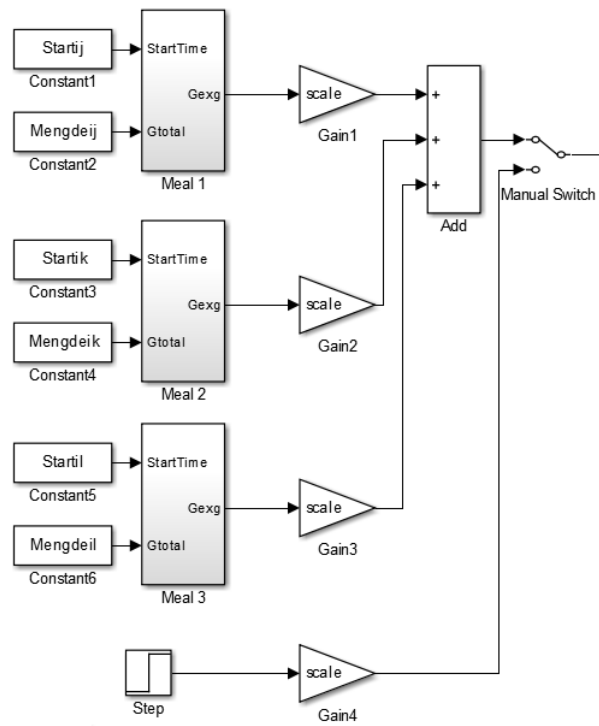 Startij
Constant1
Mengdeij
Constant2
StartTime
Gexg
Gtotal
Meal 1
scale
Gain1
+
+
+
Add
Manual Switch
Startik
Constant3
Mengdeik
Constant4
StartTime
Gexg
Gtotal
Meal 2
scale
Gain2
Startil
Constant5
Mengdeil
Constant6
StartTime
Gexg
Gtotal
Meal 3
scale
Gain3
Step
scale
Gain4